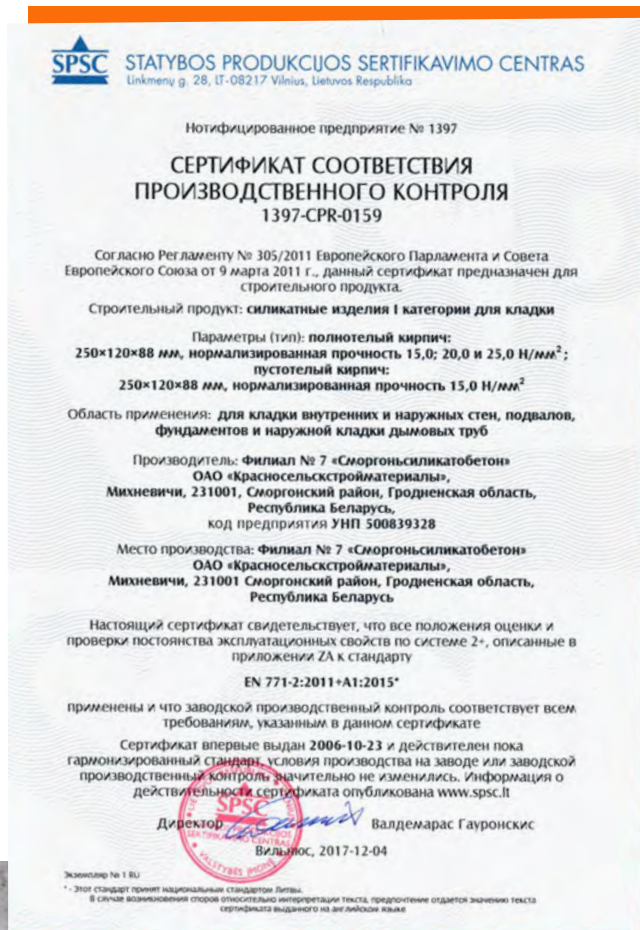 SPSC
STATYBOS PRODUKCIJOS SERTIFIKAVIMO CENTRAS
Linkmenų g. 28, LT-08217 Vilnius, Lietuvos Respublika
Нотифицированное предприятие № 1397
СЕРТИФИКАТ СООТВЕТСТВИЯ
ПРОИЗВОДСТВЕННОГО КОНТРОЛЯ
1397-CPR-0159
Согласно Регламенту № 305/2011 Европейского Парламента и Совета
Европейского Союза от 9 марта 2011 г., данный сертификат предназначен для
строительного продукта.
Строительный продукт: силикатные изделия I категории для кладки
Параметры (тип): полнотелый кирпич:
250×120×88 мм, нормализированная прочность 15,0; 20,0 и 25,0 Н/мм²;
пустотелый кирпич:
250×120×88 мм, нормализированная прочность 15,0 Н/мм²
Область применения: для кладки внутренних и наружных стен, подвалов,
фундаментов и наружной кладки дымовых труб
Производитель: Филиал № 7 «Сморгоньсиликатобетон»
ОАО «Красносельскстройматериалы»,
Михневичи, 231001, Сморгонский район, Гродненская область,
Республика Беларусь,
код предприятия УНП 500839328
Место производства: Филиал № 7 «Сморгоньсиликатобетон»
ОАО «Красносельскстройматериалы»,
Михневичи, 231001 Сморгонский район, Гродненская область,
Республика Беларусь
Настоящий сертификат свидетельствует, что все положения оценки и
проверки постоянства эксплуатационных свойств по системе 2+, описанные в
приложении ZA к стандарту
EN 771-2:2011+A1:2015*
применены и что заводской производственный контроль соответствует всем
требованиям, указанным в данном сертификате
Сертификат впервые выдан 2006-10-23 и действителен пока
гармонизированный стандарт, условия производства на заводе или заводской
производственный контроль значительно не изменились. Информация о
действительности сертификата опубликована www.spsc.lt
SPSC
Директор Валдемарас Гауронскис
VALSTYBĖS ĮMONĖ
Вильнюс, 2017-12-04
Экземпляр № 1 RU
* - Этот стандарт принят национальным стандартом Литвы.
В случае возникновения споров относительно интерпретации текста, предпочтение отдается значению текста
сертификата выданного на английском языке